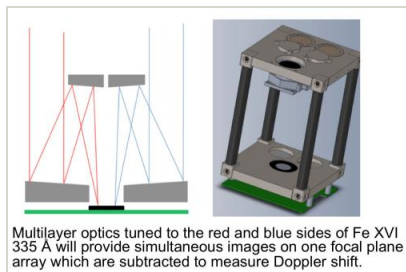 Multilayer optics tuned to the red and blue sides of Fe XVI
335 Å will provide simultaneous images on one focal plane
array which are subtracted to measure Doppler shift.